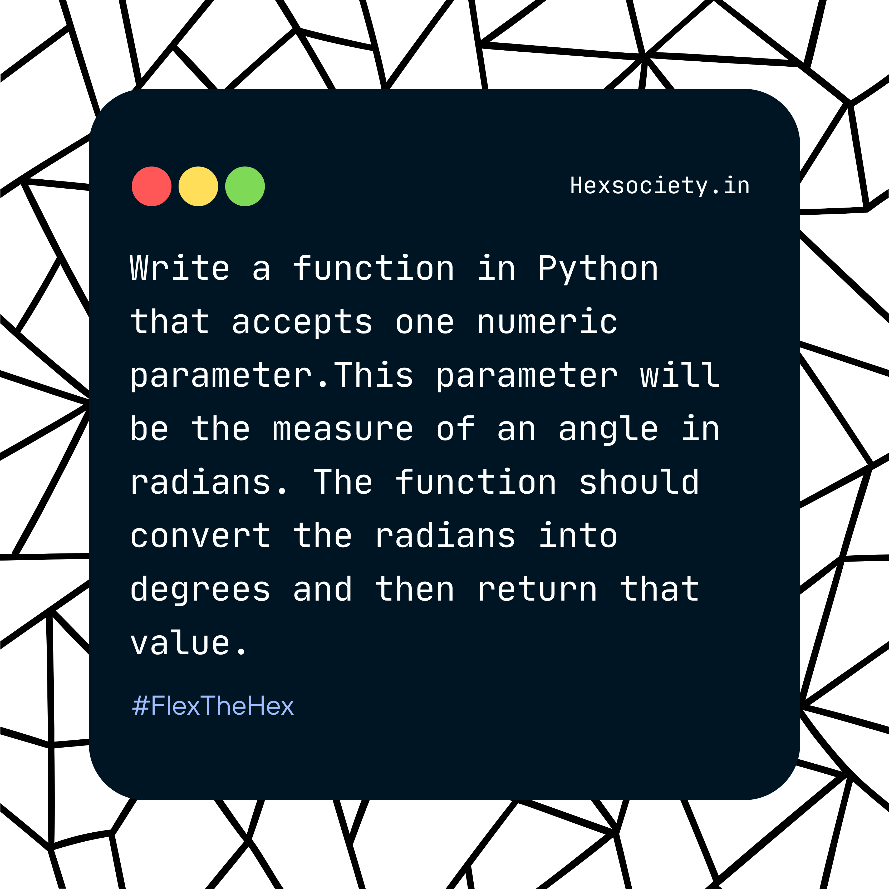 Hexsociety.in
Write a function in Python
that accepts one numeric
parameter.This parameter will
be the measure of an angle in
radians. The function should
convert the radians into
degrees and then return that
value.
#FlexTheHex